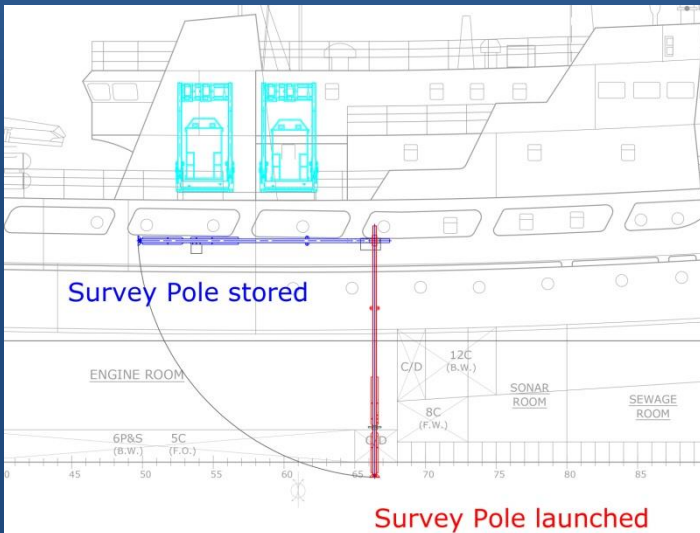 Survey Pole stored
ENGINE ROOM
C/D
12C
(B.W.)
8C
(F.W.)
SONAR
ROOM
SEWAGE
ROOM
6P&S
(B.W.)
5C
(F.O.)
C/D
50 55 60 65 70 75 80 85
Survey Pole launched